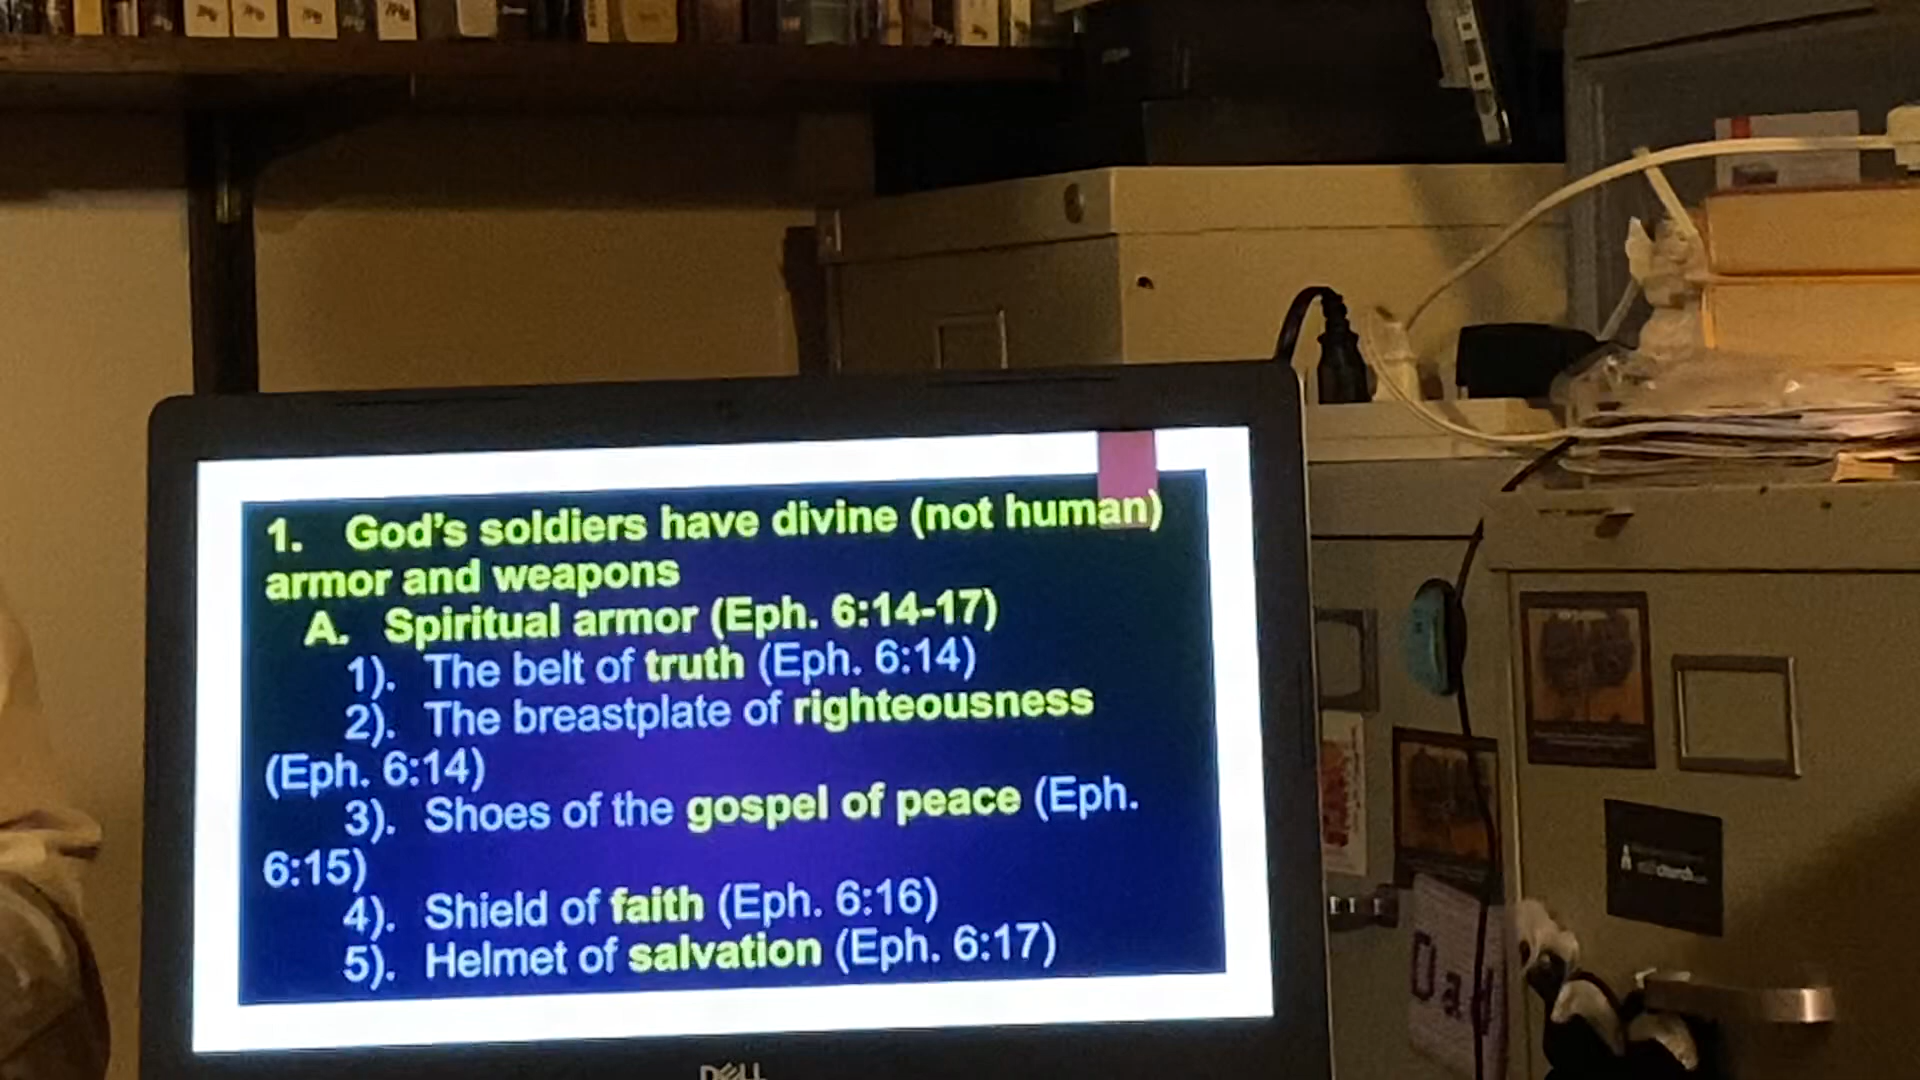 1. God's soldiers have divine (not human)
armor and weapons
A. Spiritual armor (Eph. 6:14-17)
1). The belt of truth (Eph. 6:14)
2). The breastplate of righteousness
(Eph. 6:14)
3). Shoes of the gospel of peace (Eph.
6:15)
4). Shield of faith (Eph. 6:16)
5). Helmet of salvation (Eph. 6:17)
DELL
church
Dad